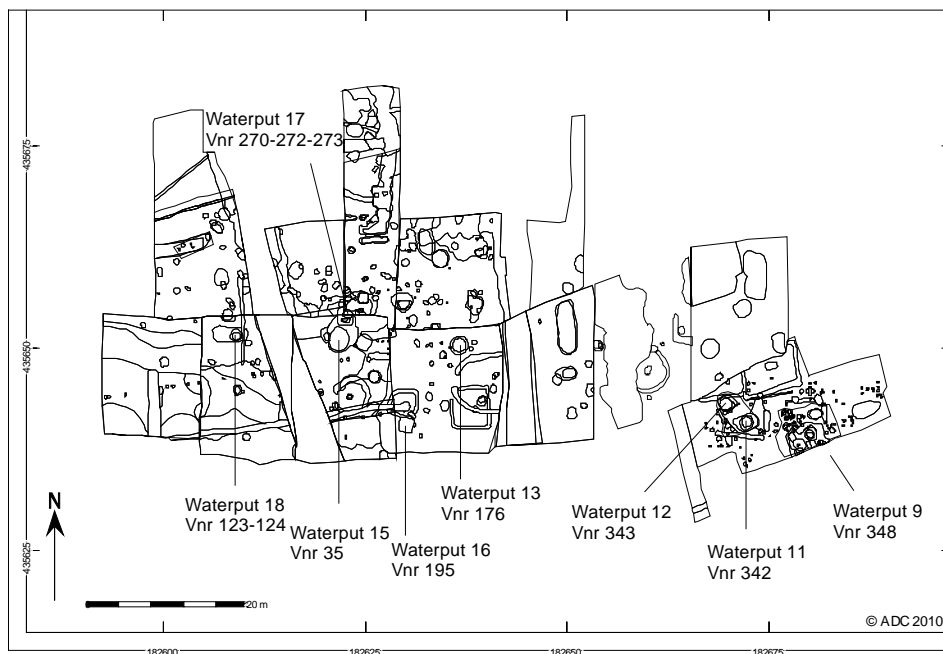 Waterput 17
Vnr 270-272-273
435675
435650
435625
Waterput 18
Vnr 123-124
Waterput 15
Vnr 35
Waterput 16
Vnr 195
Waterput 13
Vnr 176
Waterput 12
Vnr 343
Waterput 11
Vnr 342
Waterput 9
Vnr 348
N
20 m
© ADC 2010
182600
182625
182650
182675